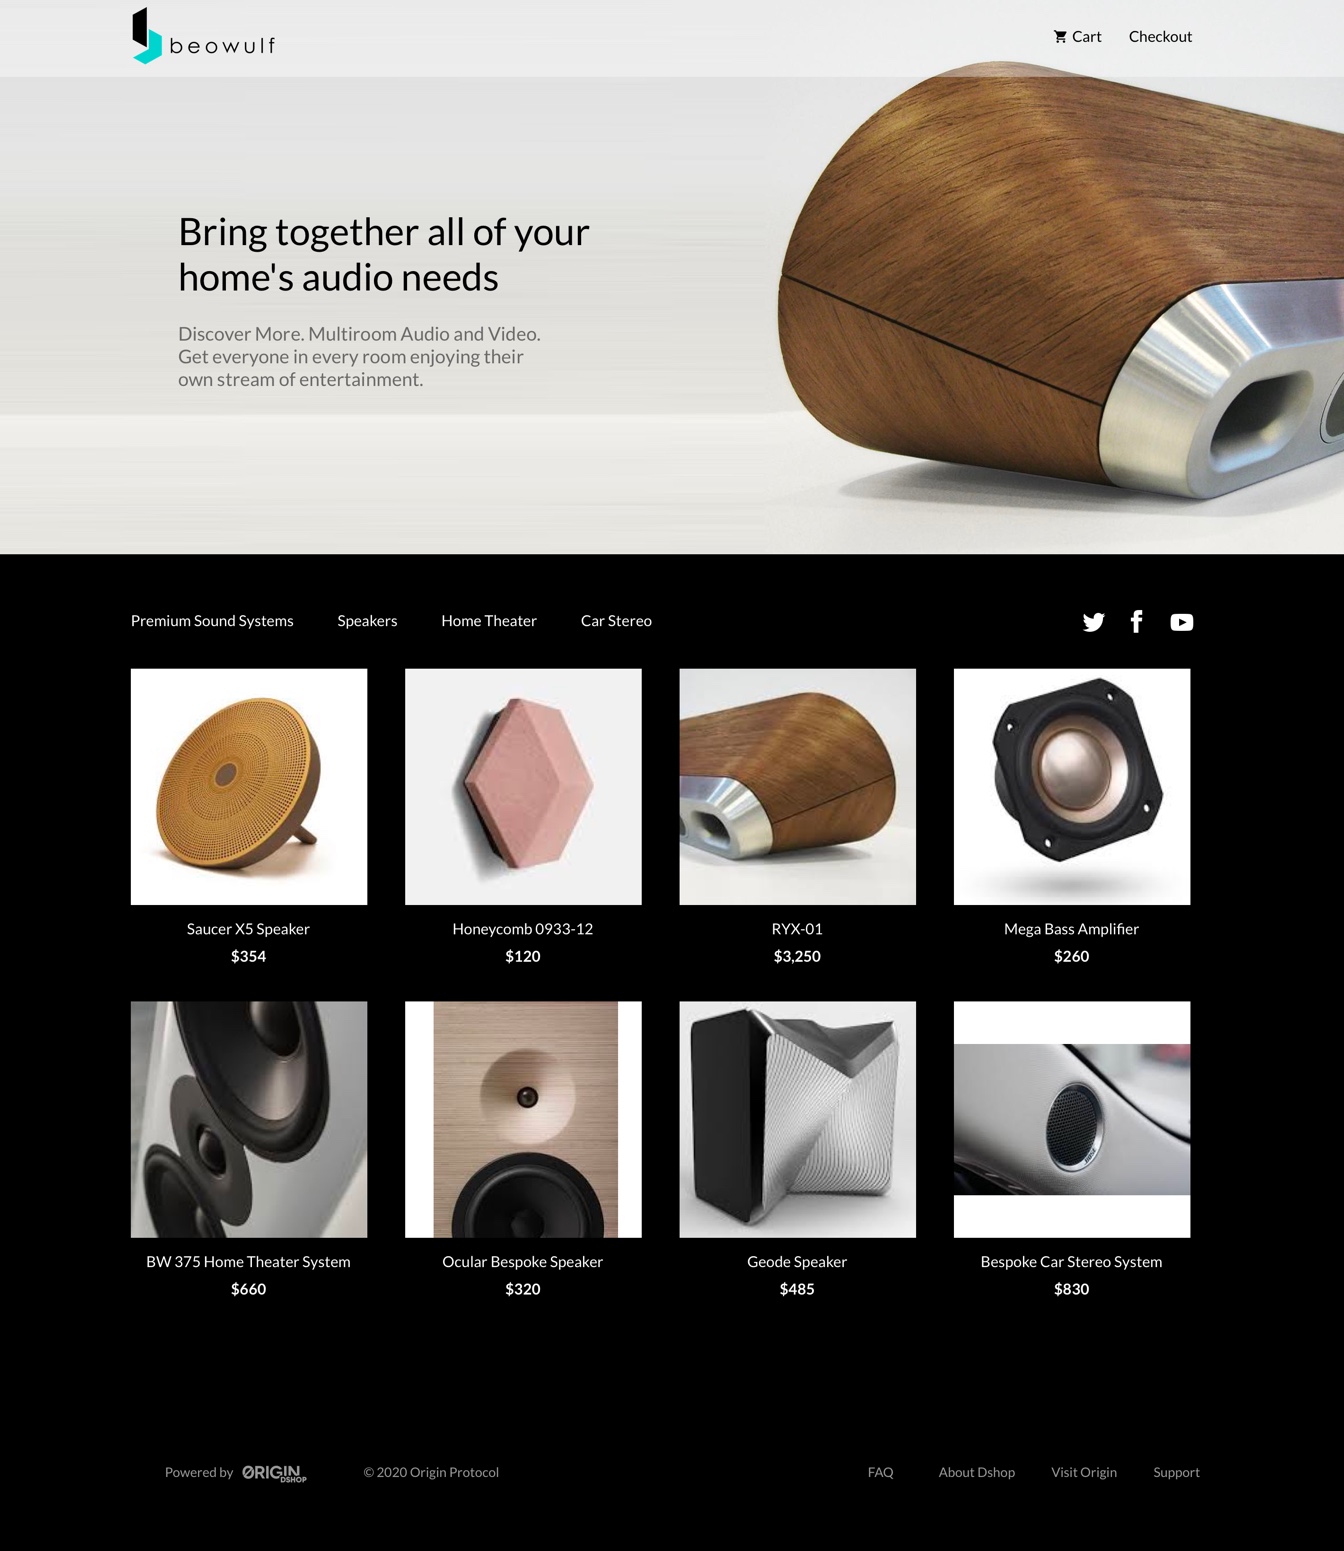 beowulf
Cart Checkout
Bring together all of your
home's audio needs
Discover More. Multiroom Audio and Video.
Get everyone in every room enjoying their
own stream of entertainment.
Premium Sound Systems Speakers Home Theater Car Stereo
Saucer X5 Speaker Honeycomb 0933-12 RYX-01 Mega Bass Amplifier
$354 $120 $3,250 $260
BW 375 Home Theater System Ocular Bespoke Speaker Geode Speaker Bespoke Car Stereo System
$660 $320 $485 $830
Powered by ØRIGIN DSHOP © 2020 Origin Protocol FAQ About Dshop Visit Origin Support